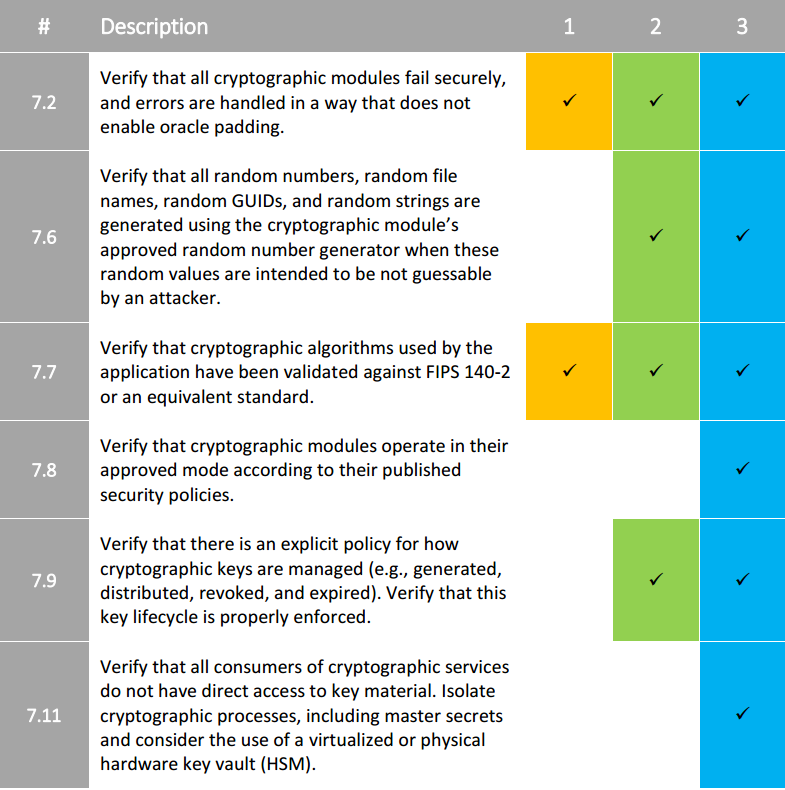 # Description 1 2 3
Verify that all cryptographic modules fail securely,
7.2 and errors are handled in a way that does not ✓ ✓ ✓
enable oracle padding.
Verify that all random numbers, random file
names, random GUIDs, and random strings are
generated using the cryptographic module’s
7.6 approved random number generator when these ✓ ✓
random values are intended to be not guessable
by an attacker.
Verify that cryptographic algorithms used by the
7.7 application have been validated against FIPS 140-2 ✓ ✓ ✓
or an equivalent standard.
Verify that cryptographic modules operate in their
7.8 approved mode according to their published ✓
security policies.
Verify that there is an explicit policy for how
cryptographic keys are managed (e.g., generated,
7.9 distributed, revoked, and expired). Verify that this ✓ ✓
key lifecycle is properly enforced.
Verify that all consumers of cryptographic services
do not have direct access to key material. Isolate
7.11 cryptographic processes, including master secrets ✓
and consider the use of a virtualized or physical
hardware key vault (HSM).